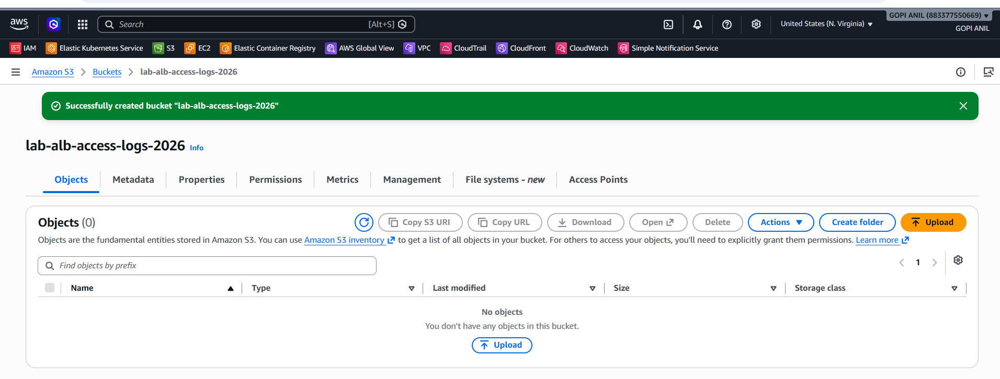 aws
Search [Alt+S]
United States (N. Virginia)
GOPI ANIL (883377550669)
GOPI ANIL
IAM Elastic Kubernetes Service S3 EC2 Elastic Container Registry AWS Global View VPC CloudTrail CloudFront CloudWatch Simple Notification Service
Amazon S3 Buckets lab-alb-access-logs-2026
Successfully created bucket "lab-alb-access-logs-2026"
lab-alb-access-logs-2026 Info
Objects Metadata Properties Permissions Metrics Management File systems - new Access Points
Objects (0) Copy S3 URI Copy URL Download Open Delete Actions Create folder Upload
Objects are the fundamental entities stored in Amazon S3. You can use Amazon S3 inventory to get a list of all objects in your bucket. For others to access your objects, you'll need to explicitly grant them permissions. Learn more
Find objects by prefix
1
Name Type Last modified Size Storage class
No objects
You don't have any objects in this bucket.
Upload